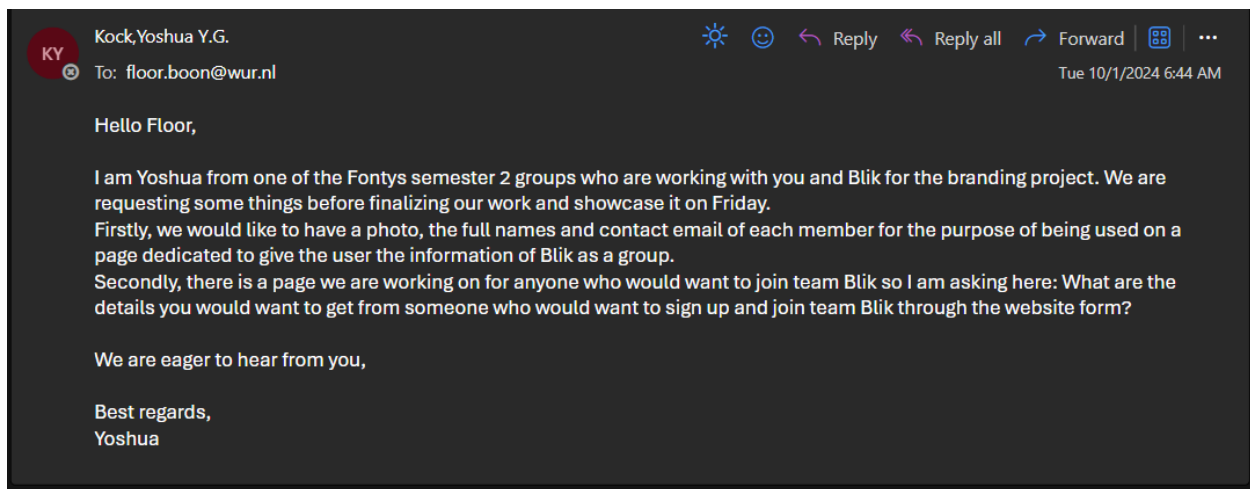 Kock,Yoshua Y.G.
Reply
Reply all
Forward
KY
To: floor.boon@wur.nl
Tue 10/1/2024 6:44 AM
Hello Floor,
I am Yoshua from one of the Fontys semester 2 groups who are working with you and Blik for the branding project. We are
requesting some things before finalizing our work and showcase it on Friday.
Firstly, we would like to have a photo, the full names and contact email of each member for the purpose of being used on a
page dedicated to give the user the information of Blik as a group.
Secondly, there is a page we are working on for anyone who would want to join team Blik so I am asking here: What are the
details you would want to get from someone who would want to sign up and join team Blik through the website form?
We are eager to hear from you,
Best regards,
Yoshua